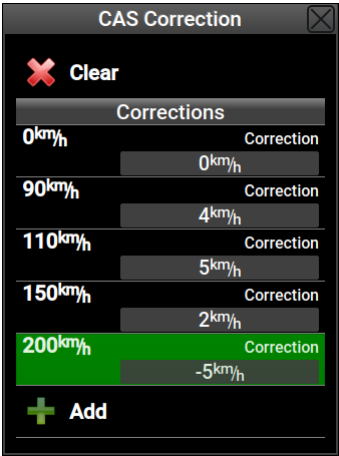 CAS Correction
Clear
Corrections
0km/h Correction
0km/h
90km/h Correction
4km/h
110km/h Correction
5km/h
150km/h Correction
2km/h
200km/h Correction
-5km/h
Add